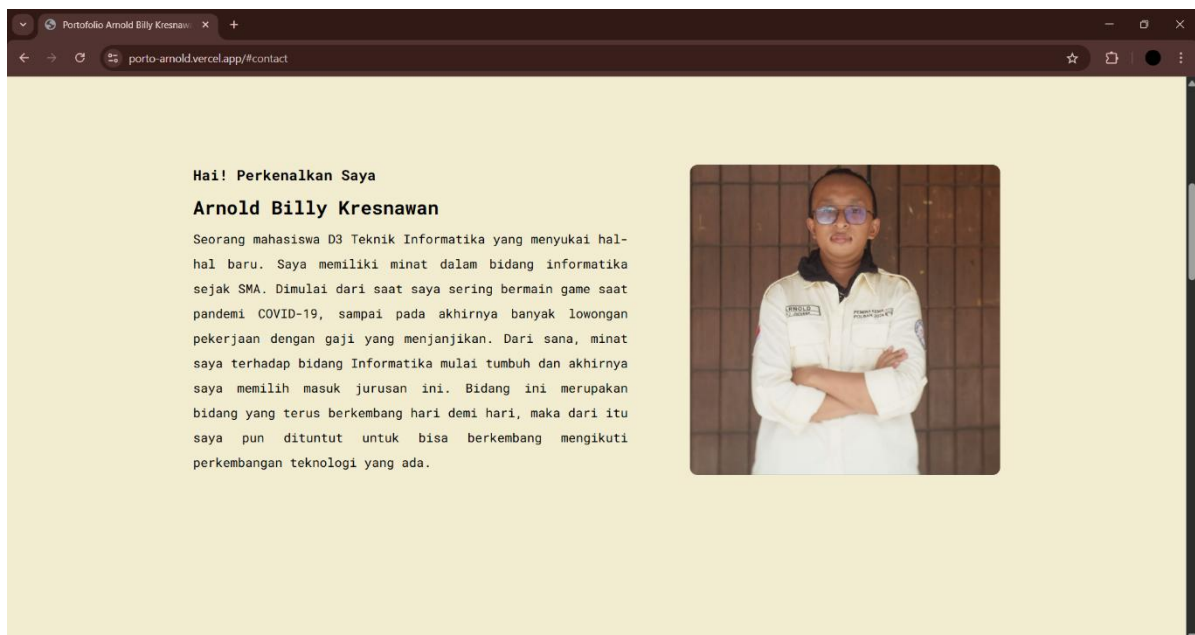 Portofolio Arnold Billy Kresnaw
porto-arnold.vercel.app/#contact
Hai! Perkenalkan Saya
Arnold Billy Kresnawan
Seorang mahasiswa D3 Teknik Informatika yang menyukai hal-
hal baru. Saya memiliki minat dalam bidang informatika
sejak SMA. Dimulai dari saat saya sering bermain game saat
pandemi COVID-19, sampai pada akhirnya banyak lowongan
pekerjaan dengan gaji yang menjanjikan. Dari sana, minat
saya terhadap bidang Informatika mulai tumbuh dan akhirnya
saya memilih masuk jurusan ini. Bidang ini merupakan
bidang yang terus berkembang hari demi hari, maka dari itu
saya pun dituntut untuk bisa berkembang mengikuti
perkembangan teknologi yang ada.
ARNOLD